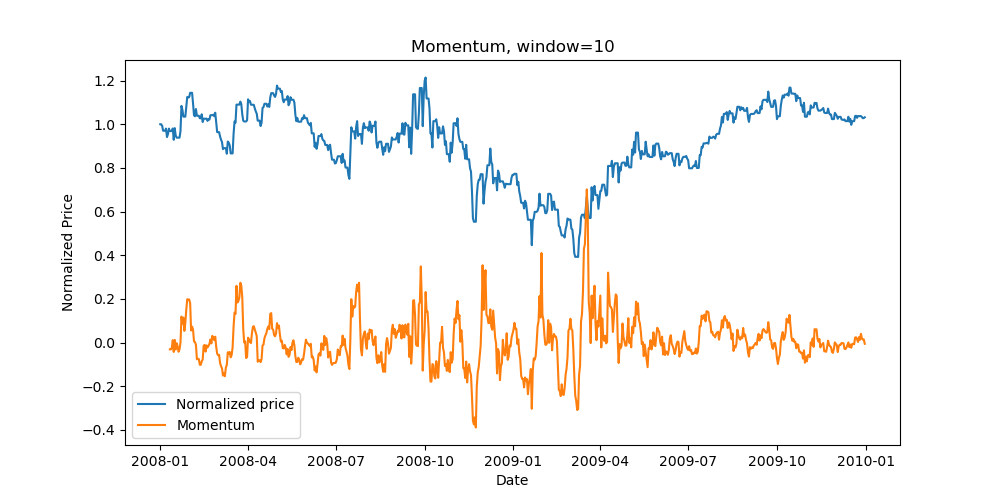 Momentum, window=10
Normalized Price
1.2
1.0
0.8
0.6
0.4
0.2
0.0
−0.2
−0.4
Normalized price
Momentum
2008-01 2008-04 2008-07 2008-10 2009-01 2009-04 2009-07 2009-10 2010-01
Date